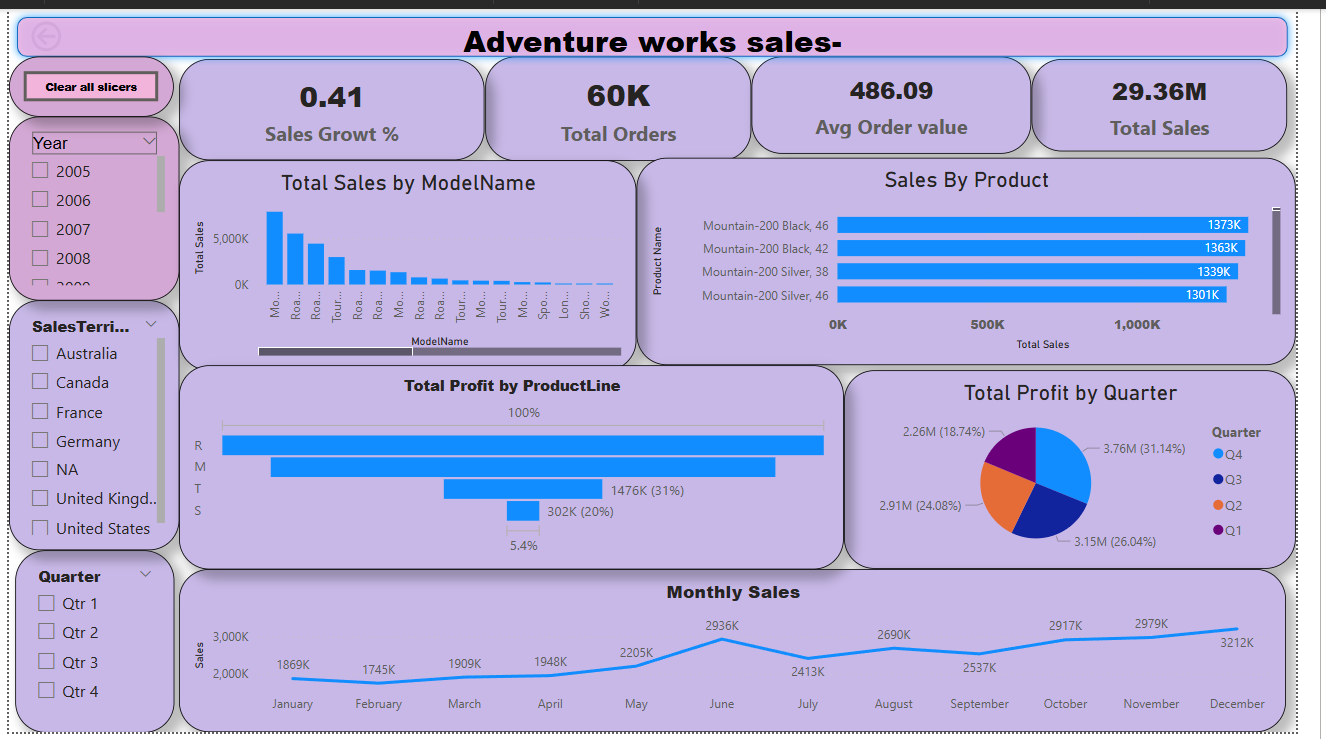 Adventure works sales-
Clear all slicers
0.41
Sales Growt %
60K
Total Orders
486.09
Avg Order value
29.36M
Total Sales
Year
2005
2006
2007
2008
SalesTerri...
Australia
Canada
France
Germany
NA
United Kingd..
United States
Quarter
Qtr 1
Qtr 2
Qtr 3
Qtr 4
Total Sales by ModelName
Total Sales
5,000K
0K
Mo...
Roa...
Roa...
Tour...
Roa...
Roa...
Mo...
Roa...
Roa...
Tour...
Mo...
Tour...
Mo...
Spo...
Lon...
Sho...
Wo...
ModelName
Sales By Product
Product Name
Mountain-200 Black, 46 1373K
Mountain-200 Black, 42 1363K
Mountain-200 Silver, 38 1339K
Mountain-200 Silver, 46 1301K
0K 500K 1,000K
Total Sales
Total Profit by ProductLine
100%
R
M
T 1476K (31%)
S 302K (20%)
5.4%
Total Profit by Quarter
2.26M (18.74%)
3.76M (31.14%)
2.91M (24.08%)
3.15M (26.04%)
Quarter
Q4
Q3
Q2
Q1
Monthly Sales
Sales
3,000K
2,000K
1869K 1745K 1909K 1948K 2205K 2936K 2413K 2690K 2537K 2917K 2979K 3212K
January February March April May June July August September October November December